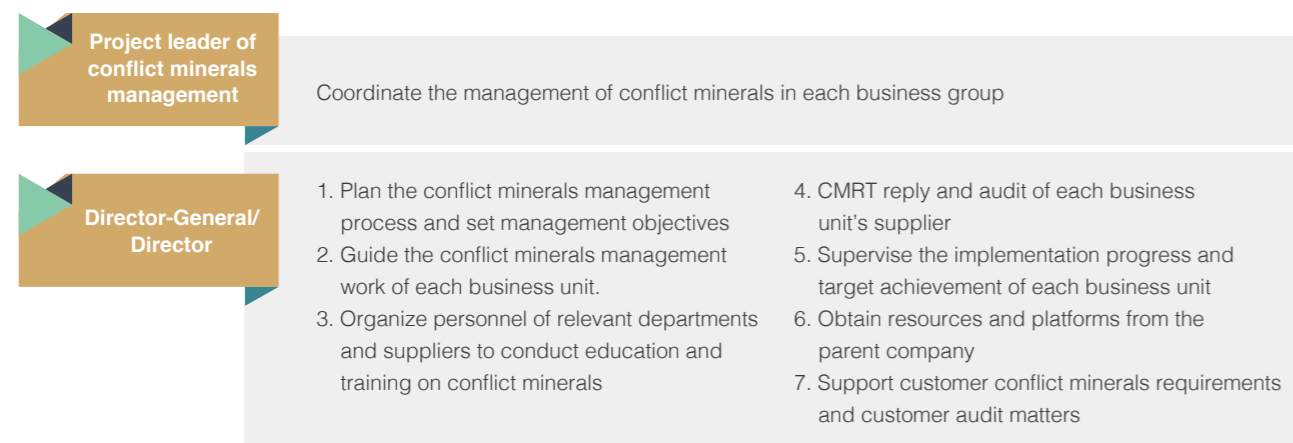 Project leader of
conflict minerals
management
Coordinate the management of conflict minerals in each business group
Director-General/
Director
1. Plan the conflict minerals management
process and set management objectives
2. Guide the conflict minerals management
work of each business unit.
3. Organize personnel of relevant departments
and suppliers to conduct education and
training on conflict minerals
4. CMRT reply and audit of each business
unit's supplier
5. Supervise the implementation progress and
target achievement of each business unit
6. Obtain resources and platforms from the
parent company
7. Support customer conflict minerals requirements
and customer audit matters